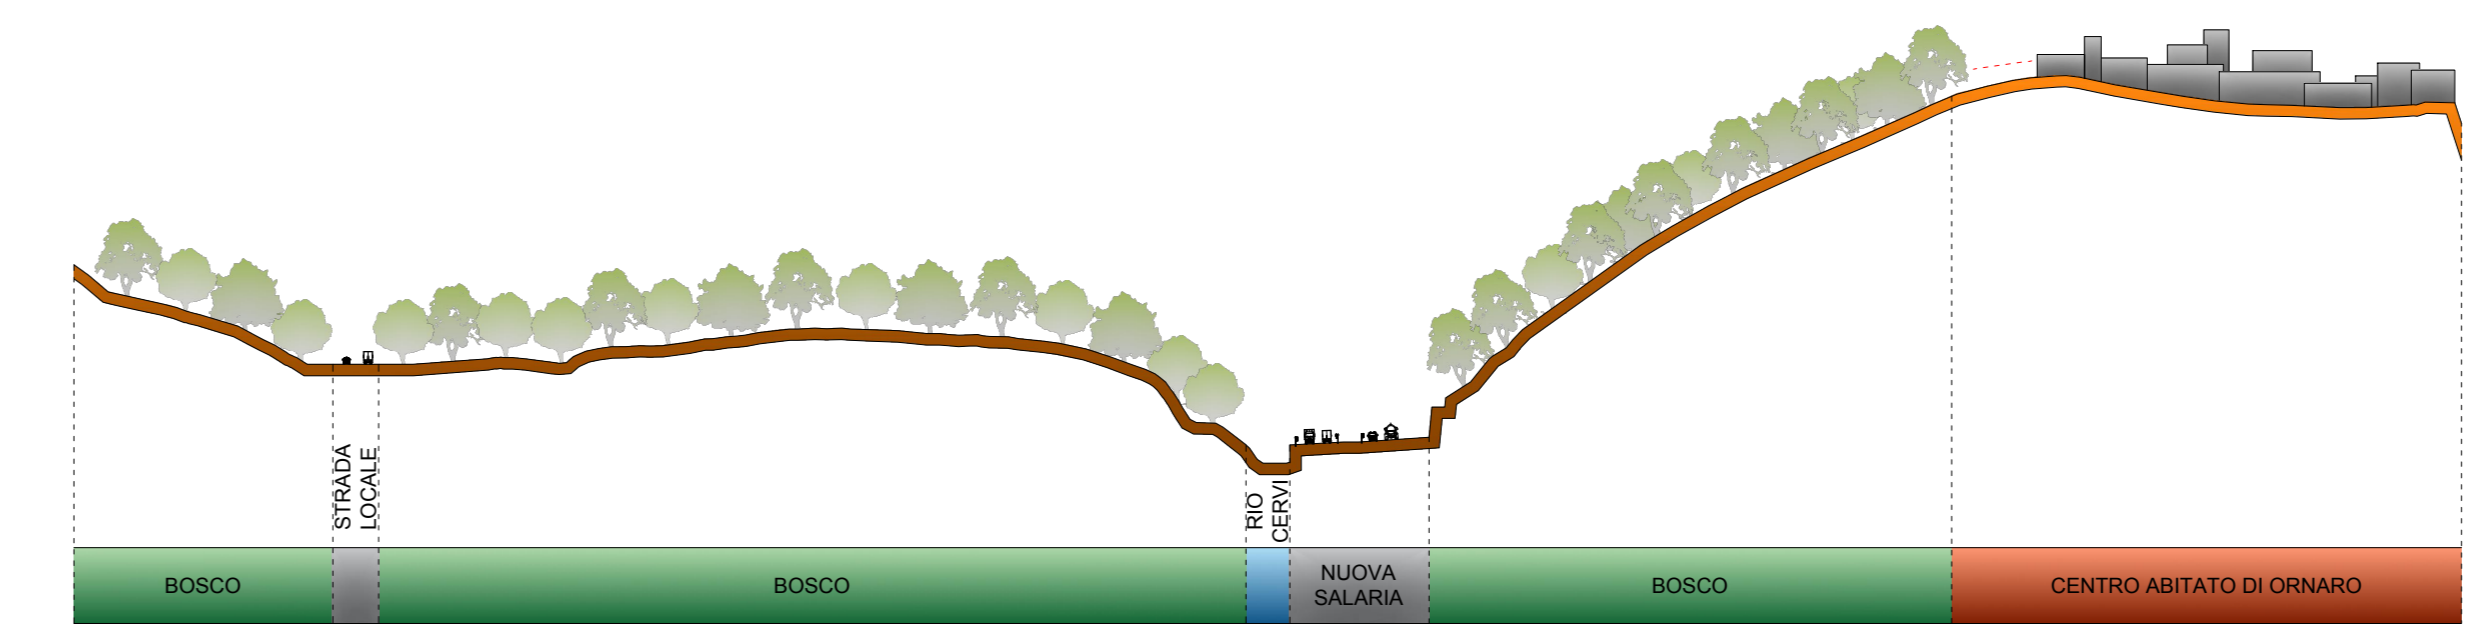 STRADA
LOCALE
RIO
CERVI
BOSCO
BOSCO
NUOVA
SALARIA
BOSCO
CENTRO ABITATO DI ORNARO